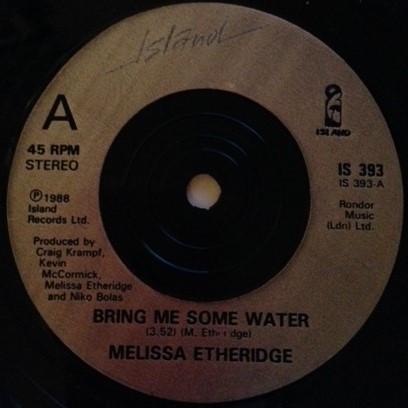 Island
A
45 RPM
STEREO
ISLAND
IS 393
IS 393-A
℗ 1988
Island
Records Ltd.
Rondor
Music
(Ldn) Ltd.
Produced by
Craig Krampf,
Kevin
McCormick,
Melissa Etheridge
and Niko Bolas
BRING ME SOME WATER
(3.52) (M. Etheridge)
MELISSA ETHERIDGE